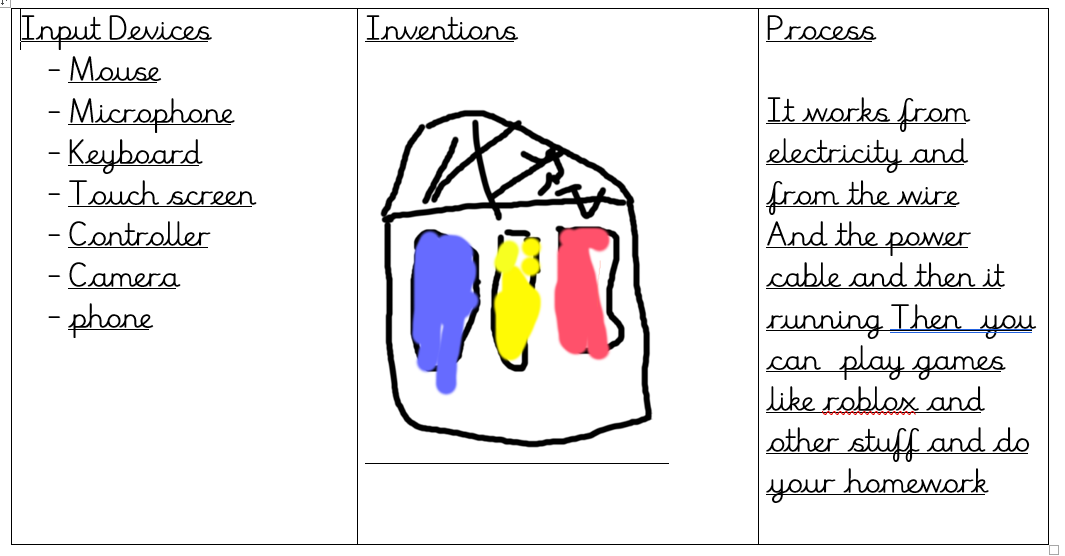 Input Devices
- Mouse
- Microphone
- Keyboard
- Touch screen
- Controller
- Camera
- phone
Inventions
Process
It works from
electricity and
from the wire
And the power
cable and then it
running Then you
can play games
like roblox and
other stuff and do
your homework